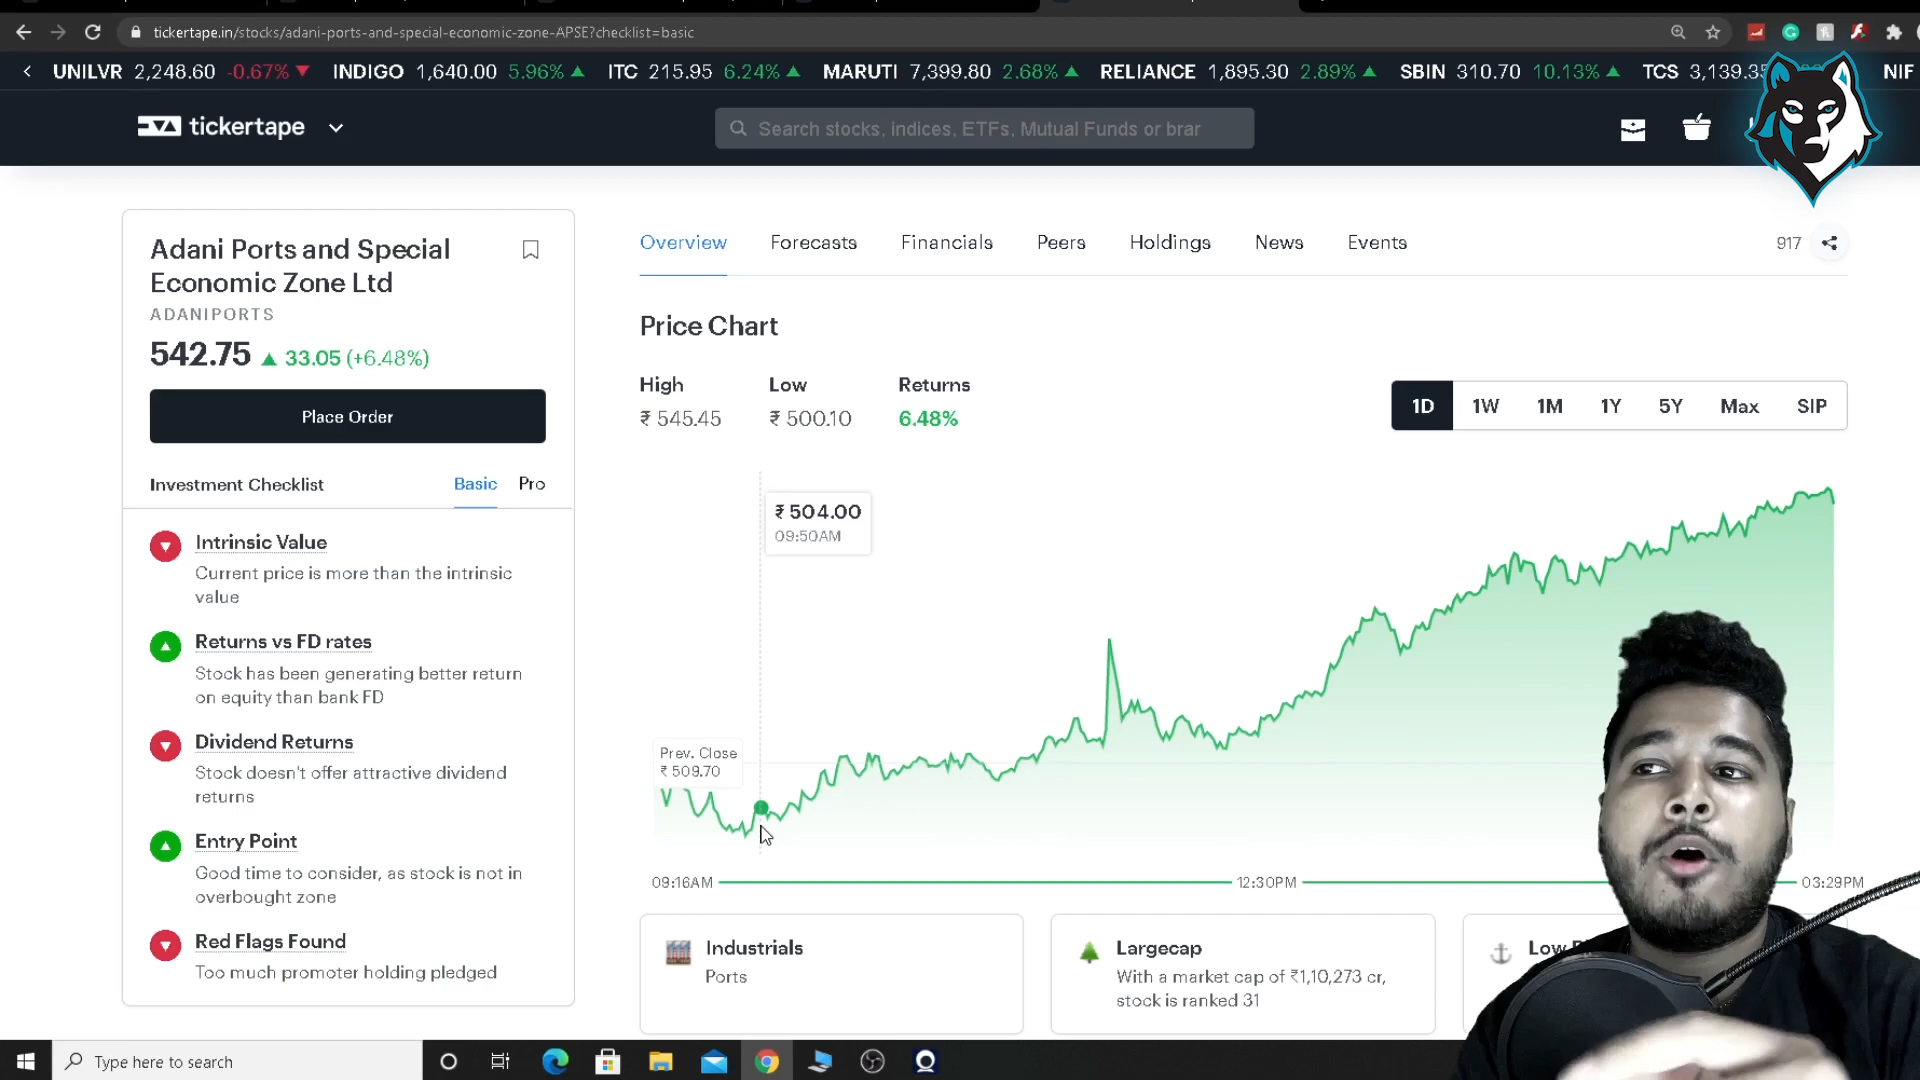 tickertape.in/stocks/adani-ports-and-special-economic-zone-APSE?checklist=basic
UNILVR 2,248.60 -0.67% INDIGO 1,640.00 5.96% ITC 215.95 6.24% MARUTI 7,399.80 2.68% RELIANCE 1,895.30 2.89% SBIN 310.70 10.13% TCS NIF
tickertape
Search stocks, indices, ETFs, Mutual Funds or brar
Adani Ports and Special
Economic Zone Ltd
ADANIPORTS
542.75 33.05 (+6.48%)
Place Order
Investment Checklist Basic Pro
Intrinsic Value
Current price is more than the intrinsic
value
Returns vs FD rates
Stock has been generating better return
on equity than bank FD
Dividend Returns
Stock doesn't offer attractive dividend
returns
Entry Point
Good time to consider, as stock is not in
overbought zone
Red Flags Found
Too much promoter holding pledged
Overview Forecasts Financials Peers Holdings News Events 917
Price Chart
High Low Returns
₹ 545.45 ₹ 500.10 6.48%
1D 1W 1M 1Y 5Y Max SIP
₹ 504.00
09:50AM
Prev. Close
₹ 509.70
09:16AM 12:30PM 03:29PM
Industrials
Ports
Largecap
With a market cap of ₹1,10,273 cr,
stock is ranked 31
Low
Type here to search